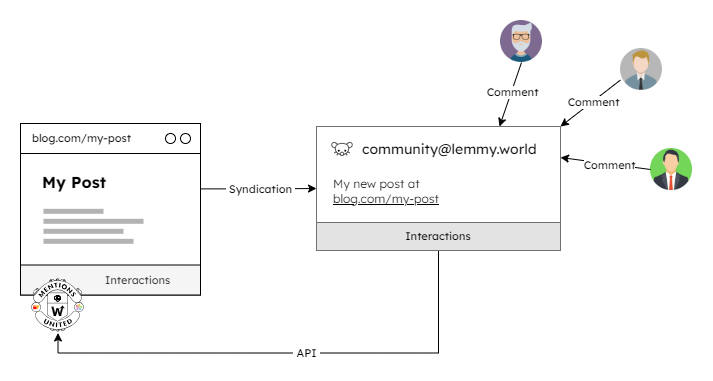 blog.com/my-post
My Post
Interactions
MENTIONS
W
UNITED
Syndication
community@lemmy.world
My new post at
blog.com/my-post
Interactions
Comment
Comment
Comment
API